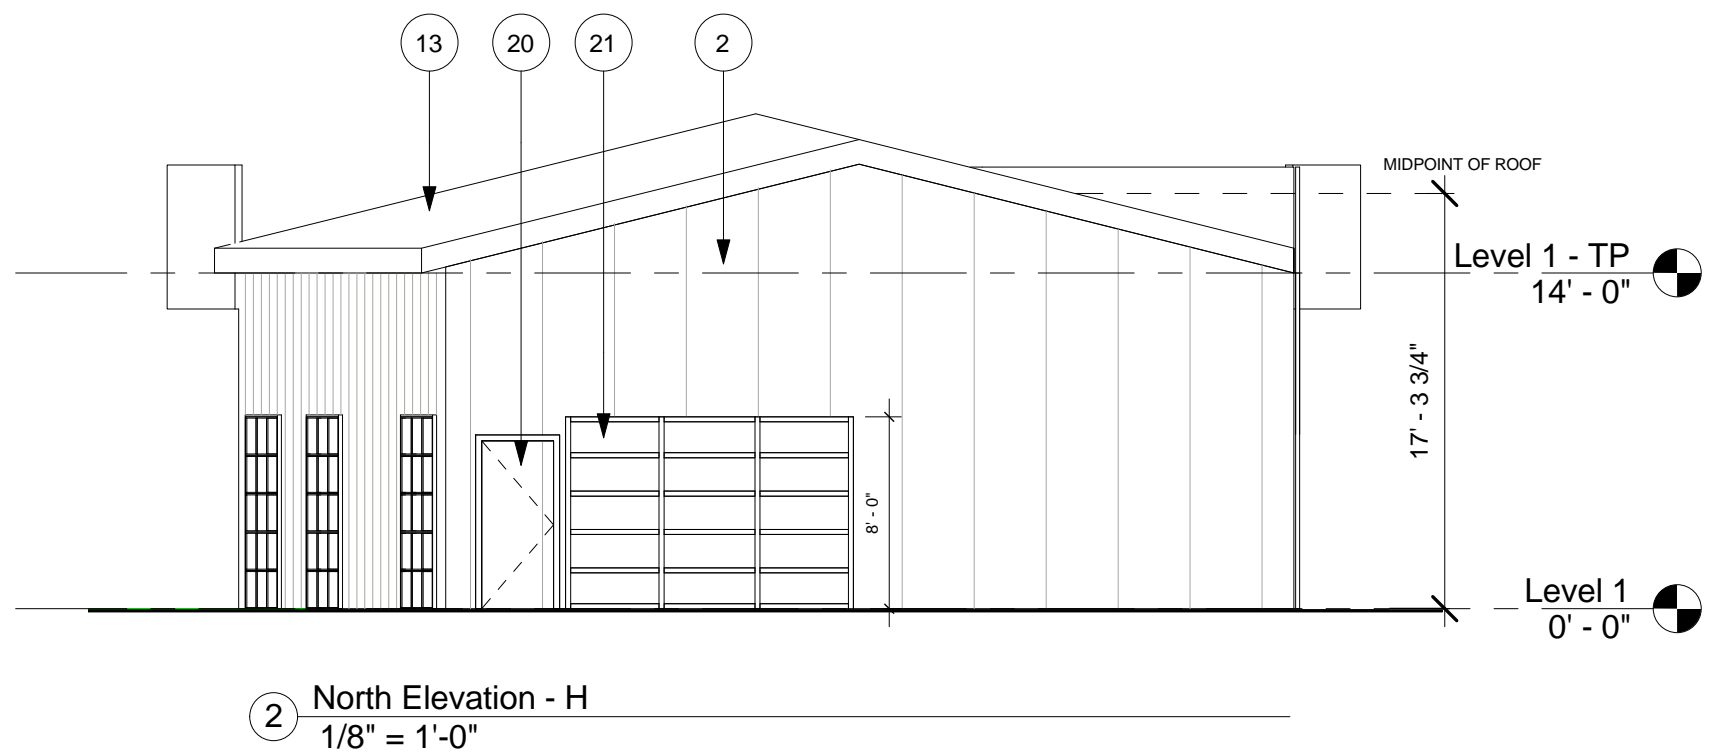 13
20
21
2
MIDPOINT OF ROOF
Level 1 - TP
14' - 0"
17' - 3 3/4"
8' - 0"
Level 1
0' - 0"
2
North Elevation - H
1/8" = 1'-0"